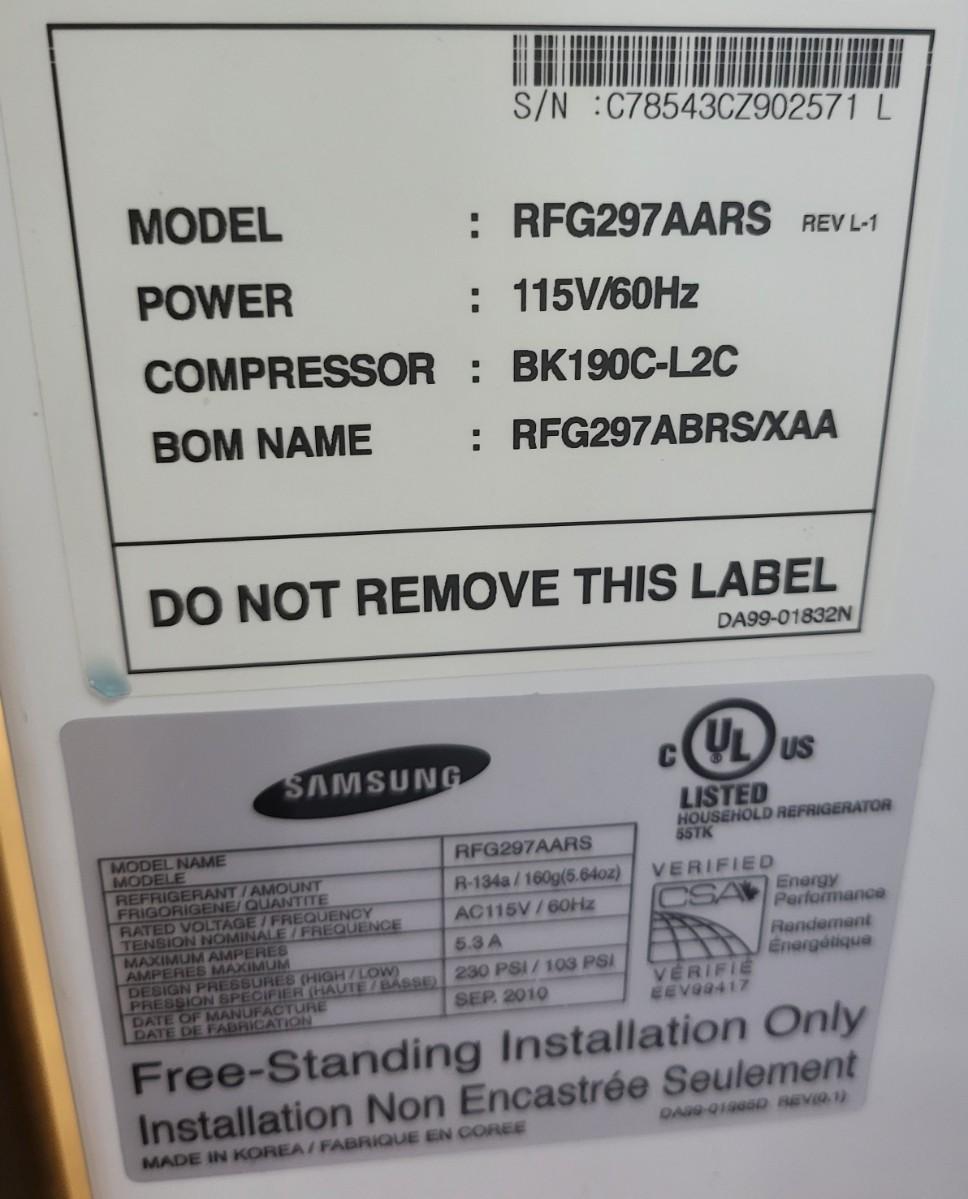 S/N :C78543CZ902571 L
MODEL : RFG297AARS REV L-1
POWER : 115V/60Hz
COMPRESSOR : BK190C-L2C
BOM NAME : RFG297ABRS/XAA
DO NOT REMOVE THIS LABEL
DA99-01832N
SAMSUNG
C UL ® US
LISTED
HOUSEHOLD REFRIGERATOR
55TK
MODEL NAME
MODELE
RFG297AARS
REFRIGERANT / AMOUNT
FRIGORIGENE/ QUANTITE
R-134a / 160g(5.64oz)
RATED VOLTAGE / FREQUENCY
TENSION NOMINALE / FREQUENCE
AC115V / 60Hz
MAXIMUM AMPERES
AMPERES MAXIMUM
5.3 A
DESIGN PRESSURES (HIGH / LOW)
PRESSION SPECIFIER (HAUTE / BASSE)
230 PSI / 103 PSI
DATE OF MANUFACTURE
DATE DE FABRICATION
SEP. 2010
VERIFIED
CSA
Energy
Performance
Rendement
Énergétique
VÉRIFIÉ
EEV99417
Free-Standing Installation Only
Installation Non Encastrée Seulement
DA99-01965D REV(0.1)
MADE IN KOREA / FABRIQUE EN COREE